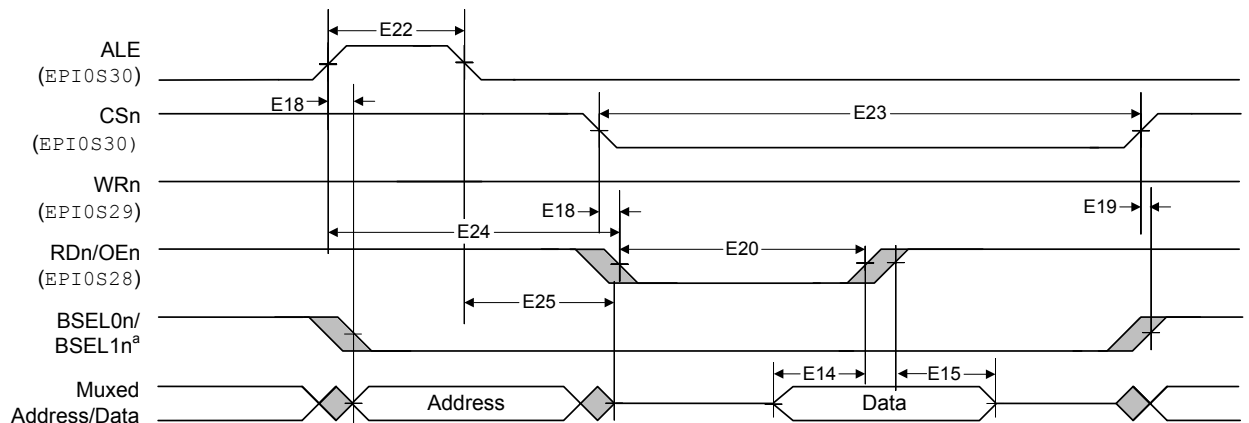 E22
ALE
(EPI0S30)
E18
CSn
(EPI0S30)
E23
WRn
(EPI0S29)
E18
E19
E24
RDn/OEn
(EPI0S28)
E20
E25
BSEL0n/
BSEL1nª
E14
E15
Muxed
Address/Data
Address
Data